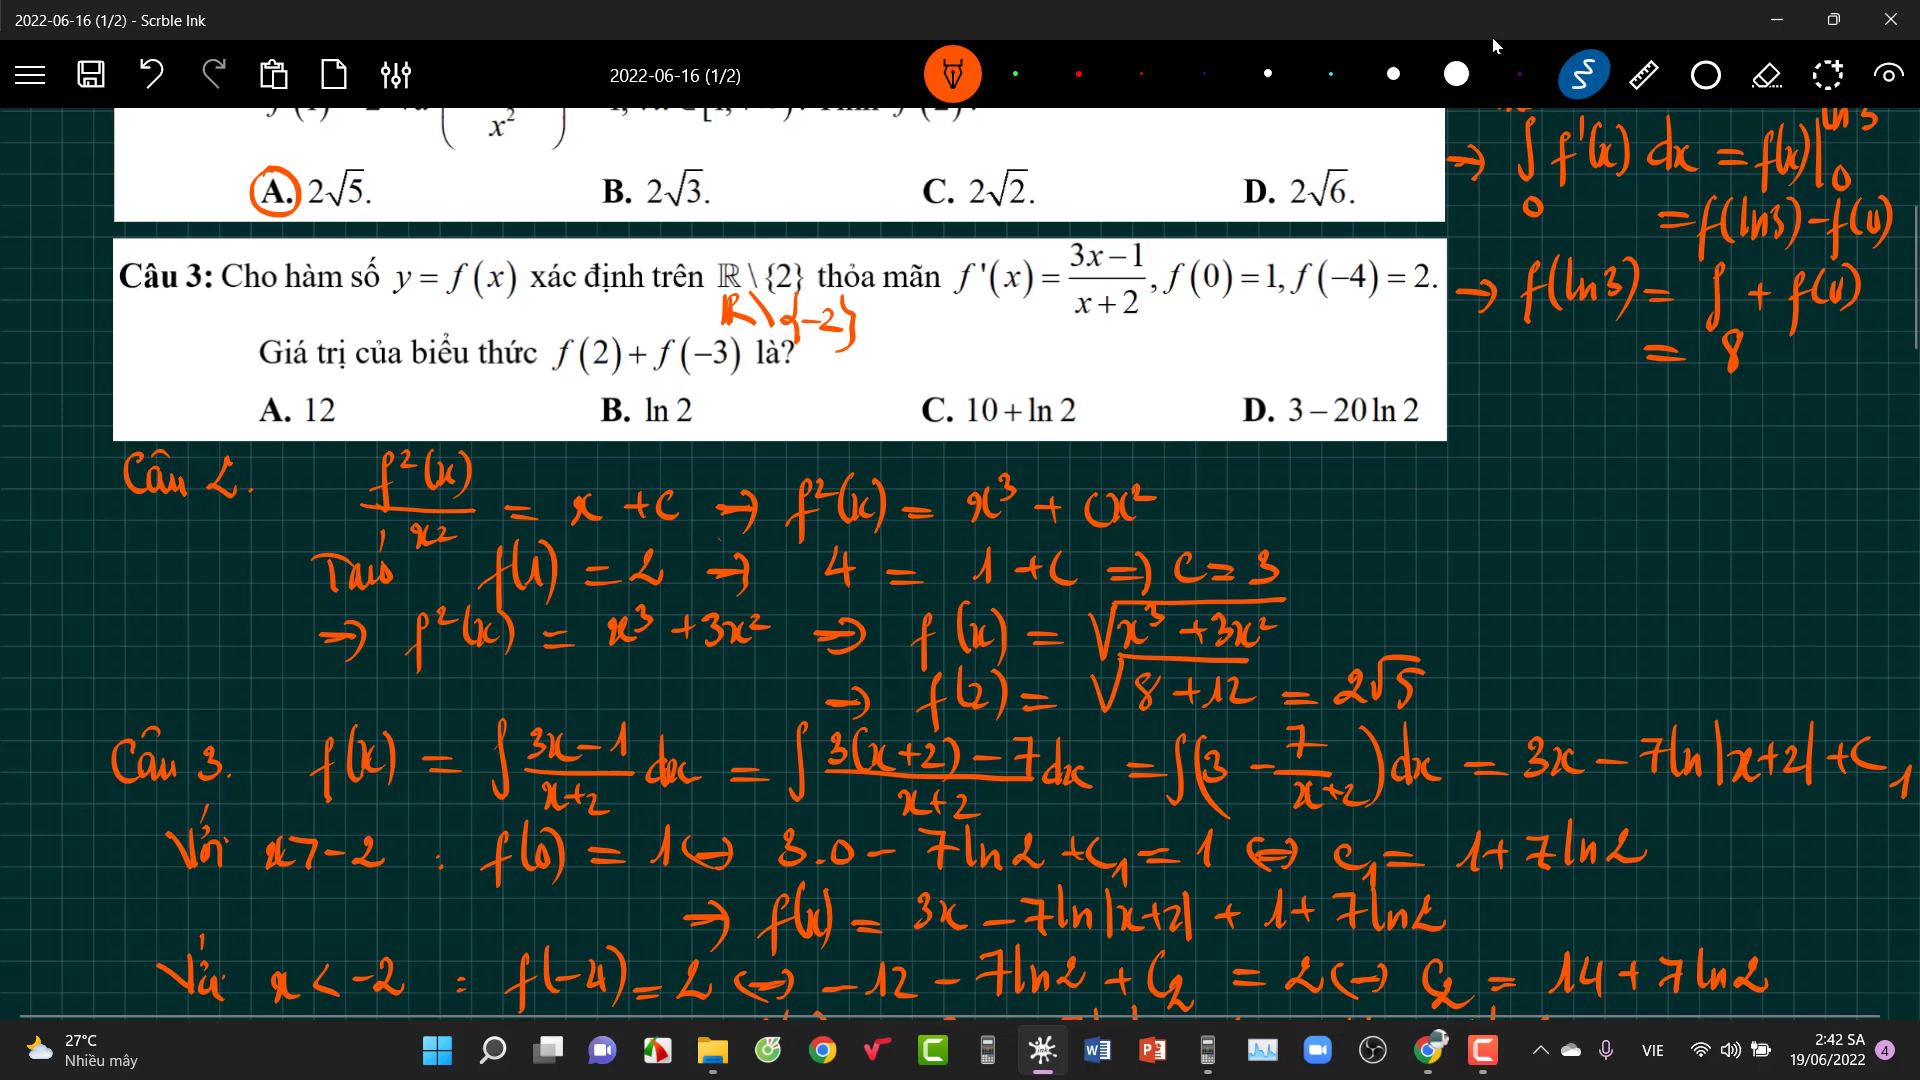 2022-06-16 (1/2) - Scrble Ink
2022-06-16 (1/2)
x²
A. 2√5.
B. 2√3.
C. 2√2.
D. 2√6.
→ ∫ f'(x) dx = f(x)| ln3 0
0
= f(ln3) - f(0)
→ f(ln3) = ∫ + f(0)
= 8
Câu 3: Cho hàm số y = f(x) xác định trên ℝ \ {2} thỏa mãn f'(x) = (3x−1)/(x+2), f(0) = 1, f(−4) = 2.
ℝ \ {-2}
Giá trị của biểu thức f(2) + f(−3) là?
A. 12
B. ln 2
C. 10 + ln 2
D. 3 − 20 ln 2
Câu 2. f²(x)/x² = x + c → f²(x) = x³ + cx²
Thay f(1) = 2 → 4 = 1 + c => c = 3
=> f²(x) = x³ + 3x² => f(x) = √(x³ + 3x²)
→ f(2) = √(8 + 12) = 2√5
Câu 3. f(x) = ∫ (3x-1)/(x+2) dx = ∫ (3(x+2) - 7)/(x+2) dx = ∫ (3 - 7/(x+2)) dx = 3x - 7ln|x+2| + C₁
Với x > -2 : f(0) = 1 ⇔ 3.0 - 7ln2 + C₁ = 1 ⇔ C₁ = 1 + 7ln2
=> f(x) = 3x - 7ln|x+2| + 1 + 7ln2
Với x < -2 : f(-4) = 2 ⇔ -12 - 7ln2 + C₂ = 2 ⇔ C₂ = 14 + 7ln2
27°C
Nhiều mây
VIE
2:42 SA
19/06/2022
4